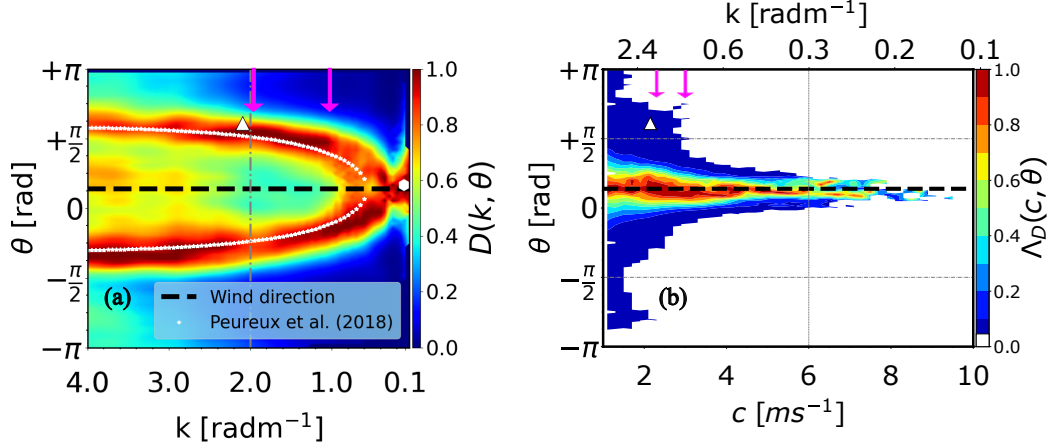 k [radm⁻¹]
2.4
0.6
0.3
0.2
0.1
+π
+π/2
0
−π/2
−π
θ [rad]
(a)
Wind direction
Peureux et al. (2018)
4.0
3.0
2.0
1.0
0.1
k [radm⁻¹]
1.0
0.8
0.6
0.4
0.2
0.0
D(k, θ)
+π
+π/2
0
−π/2
−π
θ [rad]
(b)
2
4
6
8
10
c [ms⁻¹]
1.0
0.8
0.6
0.4
0.2
0.0
Λ_D(c, θ)